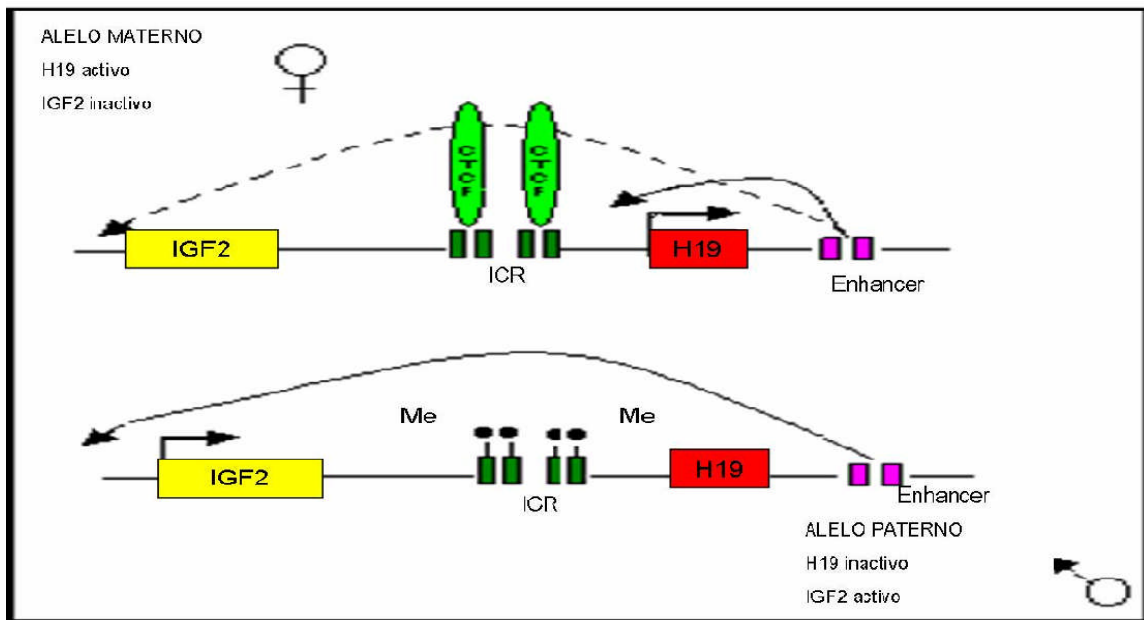 ALELO MATERNO
H19 activo
IGF2 inactivo
CTCF
CTCF
IGF2
H19
ICR
Enhancer
Me
Me
IGF2
H19
ICR
Enhancer
ALELO PATERNO
H19 inactivo
IGF2 activo